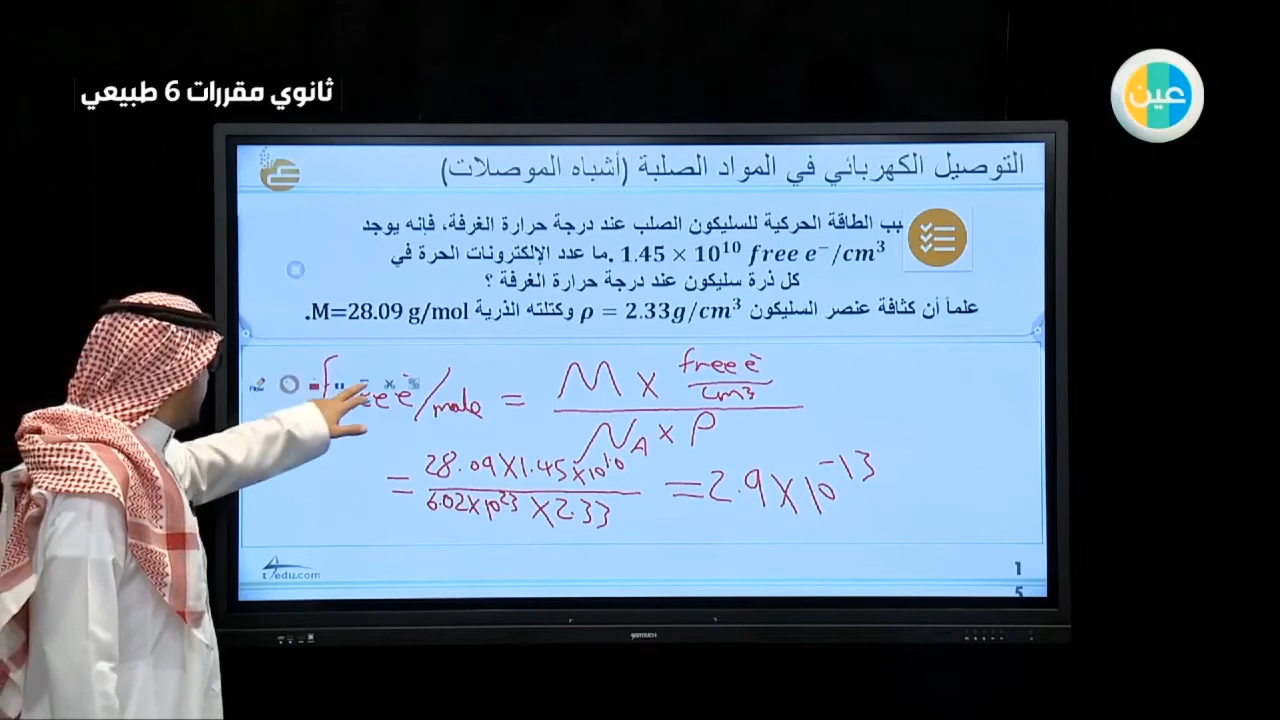 ثانوي مقررات 6 طبيعي
عين
التوصيل الكهربائي في المواد الصلبة (أشباه الموصلات)
بب الطاقة الحركية للسليكون الصلب عند درجة حرارة الغرفة، فإنه يوجد
1.45 × 10¹⁰ free e⁻/cm³ .ما عدد الإلكترونات الحرة في
كل ذرة سليكون عند درجة حرارة الغرفة ؟
علماً أن كثافة عنصر السليكون ρ = 2.33g/cm³ وكتلته الذرية M=28.09 g/mol.
free e⁻/mole = M × free e⁻/cm³ / N_A × ρ
= 28.09 × 1.45 × 10¹⁰ / 6.02 × 10²³ × 2.33 = 2.9 × 10⁻¹³
t4edu.com
1
5